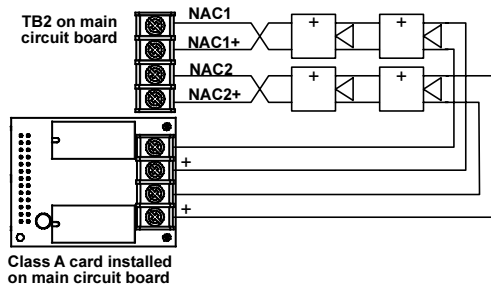 TB2 on main
circuit board
NAC1
NAC1+
NAC2
NAC2+
+ +
+ +
+
+
Class A card installed
on main circuit board